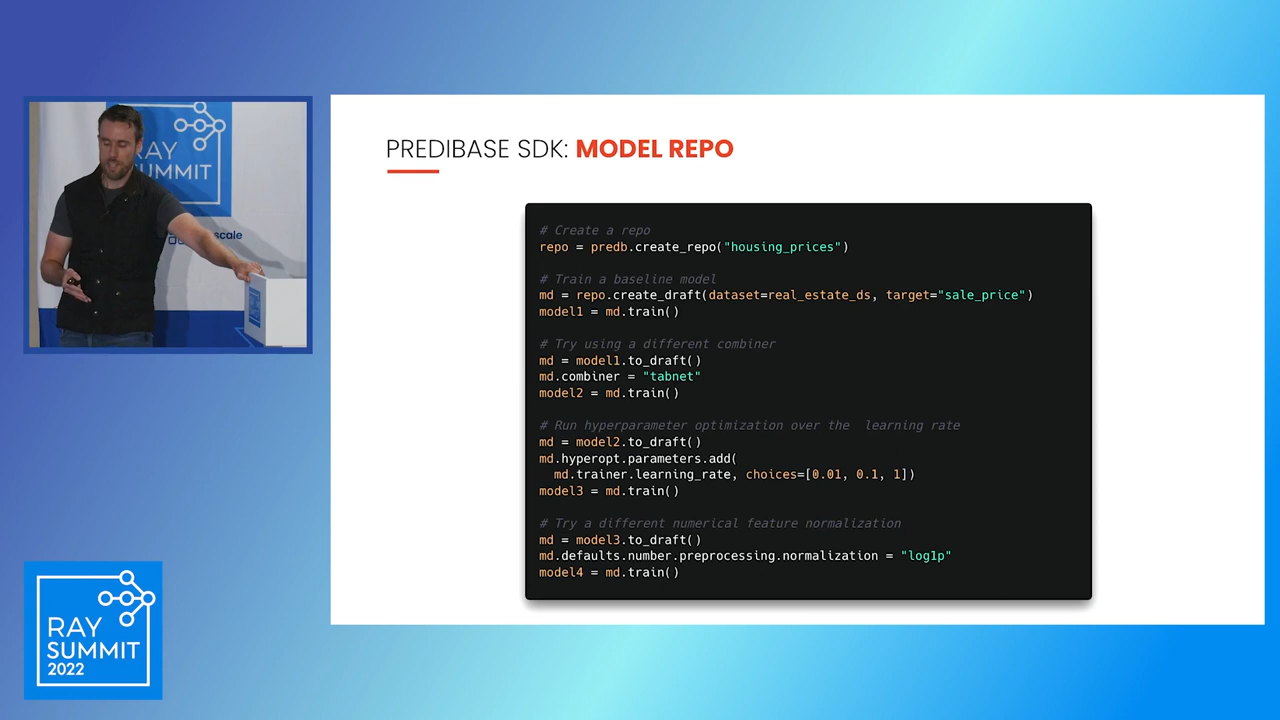 RAY
SUMMIT
scale
RAY
SUMMIT
2022
PREDIBASE SDK: MODEL REPO
# Create a repo
repo = predb.create_repo("housing_prices")
# Train a baseline model
md = repo.create_draft(dataset=real_estate_ds, target="sale_price")
model1 = md.train()
# Try using a different combiner
md = model1.to_draft()
md.combiner = "tabnet"
model2 = md.train()
# Run hyperparameter optimization over the  learning rate
md = model2.to_draft()
md.hyperopt.parameters.add(
  md.trainer.learning_rate, choices=[0.01, 0.1, 1])
model3 = md.train()
# Try a different numerical feature normalization
md = model3.to_draft()
md.defaults.number.preprocessing.normalization = "log1p"
model4 = md.train()